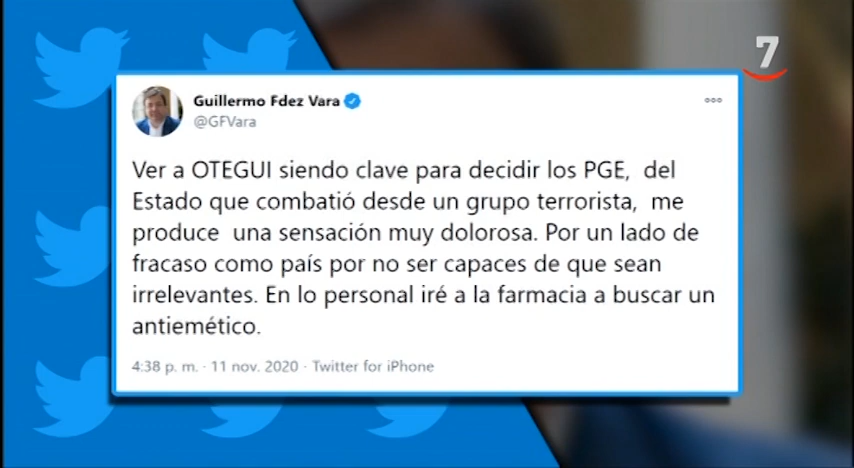 7
Guillermo Fdez Vara
@GFVara
Ver a OTEGUI siendo clave para decidir los PGE, del
Estado que combatió desde un grupo terrorista, me
produce una sensación muy dolorosa. Por un lado de
fracaso como país por no ser capaces de que sean
irrelevantes. En lo personal iré a la farmacia a buscar un
antiemético.
4:38 p. m. · 11 nov. 2020 · Twitter for iPhone